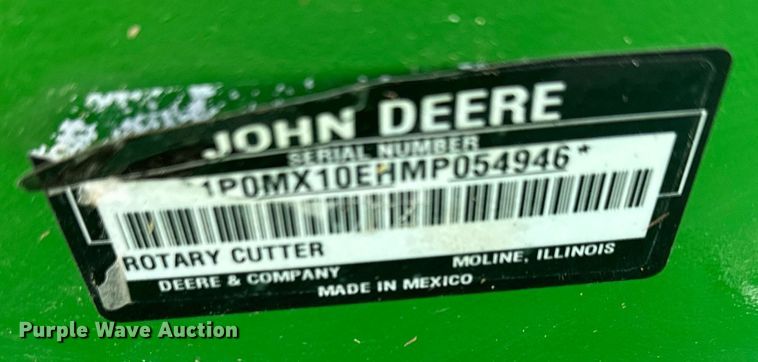 JOHN DEERE
SERIAL NUMBER
1P0MX10EHMP054946*
ROTARY CUTTER
DEERE & COMPANY MOLINE, ILLINOIS
MADE IN MEXICO
Purple Wave Auction